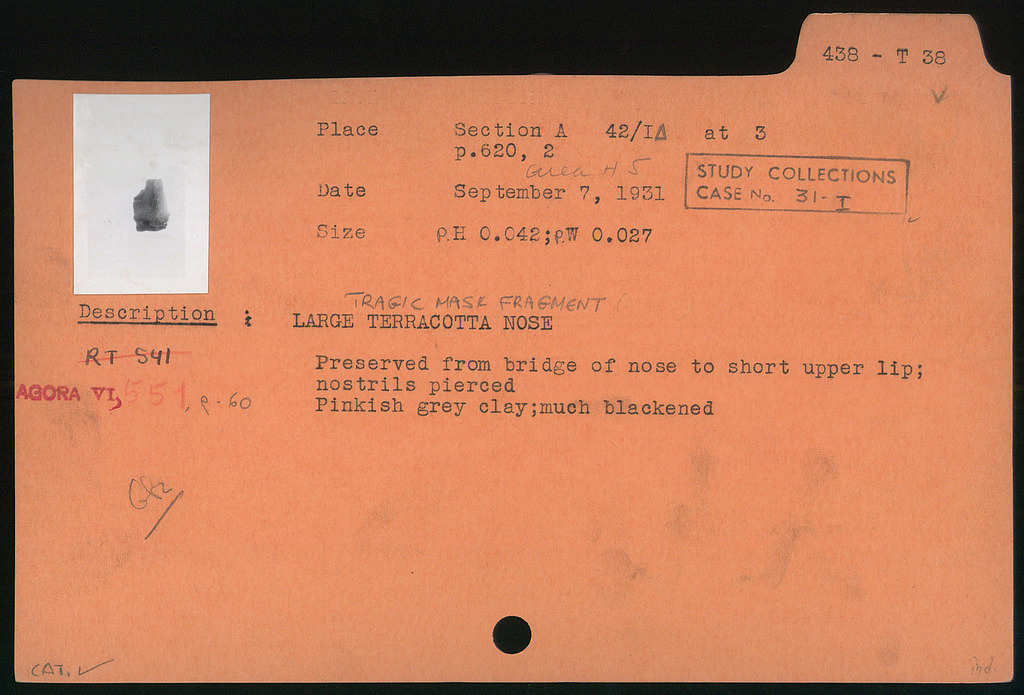 438 - T 38
Place Section A 42/IΔ at 3
p.620, 2
area H 5
Date September 7, 1931
STUDY COLLECTIONS
CASE No. 31-I
Size p.H 0.042;p.W 0.027
TRAGIC MASK FRAGMENT
Description : LARGE TERRACOTTA NOSE
RT 541
Preserved from bridge of nose to short upper lip;
nostrils pierced
AGORA VI, 551, p-60
Pinkish grey clay;much blackened
CAT. ✓
ind.